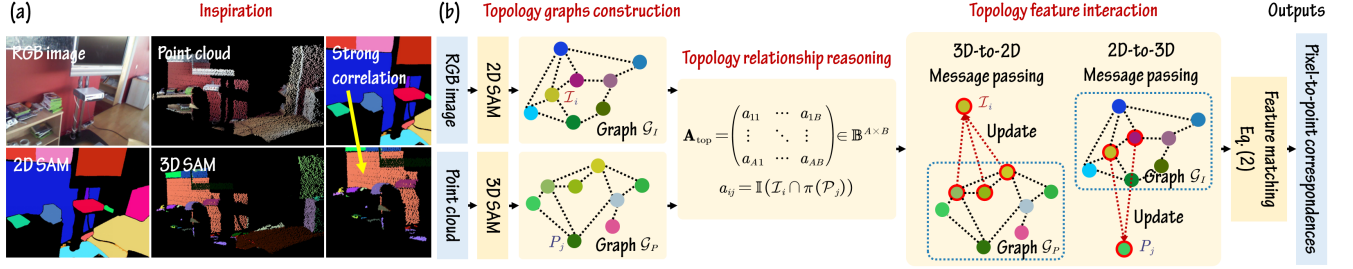 (a)
Inspiration
RGB image
Point cloud
Strong
correlation
2D SAM
3D SAM
(b)
Topology graphs construction
RGB image
2D SAM
ℐᵢ
Graph 𝒢_I
Point cloud
3D SAM
P_j
Graph 𝒢_P
Topology relationship reasoning
A_top = ( a_11 ⋯ a_1B
⋮ ⋱ ⋮
a_A1 ⋯ a_AB ) ∈ 𝔹^{A×B}
a_ij = 𝕀(ℐ_i ∩ π(𝒫_j))
Topology feature interaction
3D-to-2D
Message passing
ℐᵢ
Update
Graph 𝒢_P
2D-to-3D
Message passing
Graph 𝒢_I
Update
P_j
Feature matching
Eq. (2)
Outputs
Pixel-to-point correspondences